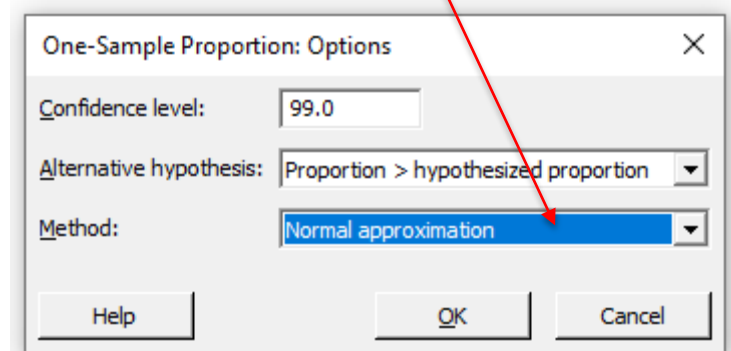 One-Sample Proportion: Options
Confidence level: 99.0
Alternative hypothesis: Proportion > hypothesized proportion
Method: Normal approximation
Help OK Cancel